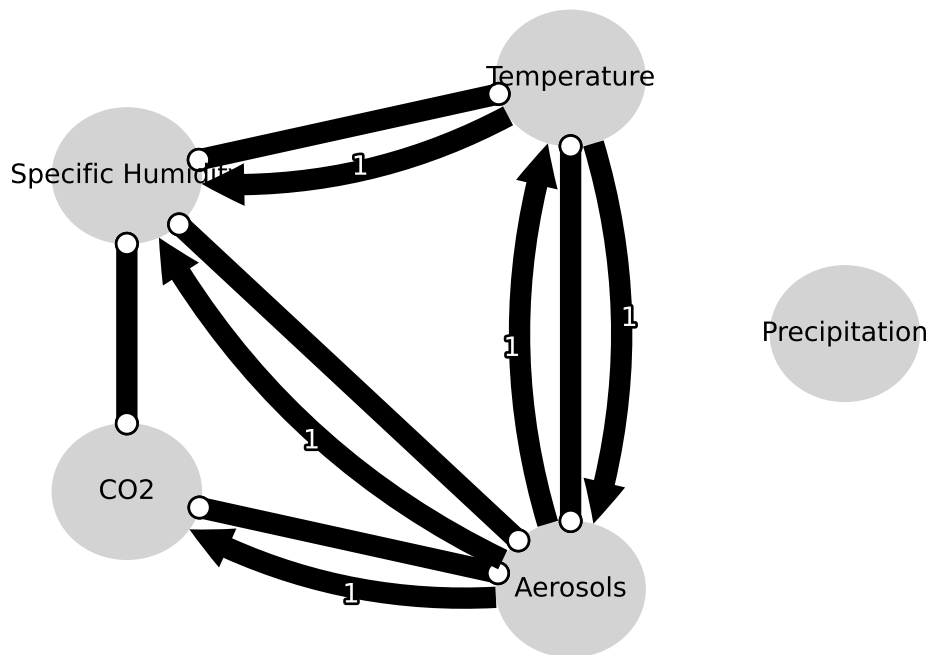 Temperature
1
Specific Humidity
1
Precipitation
1
1
CO2
Aerosols
1